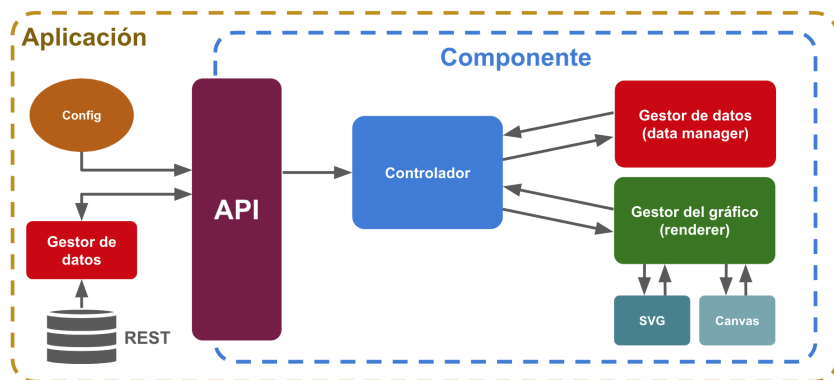 Aplicación
Componente
Config
API
Controlador
Gestor de datos
(data manager)
Gestor del gráfico
(renderer)
Gestor de
datos
REST
SVG
Canvas